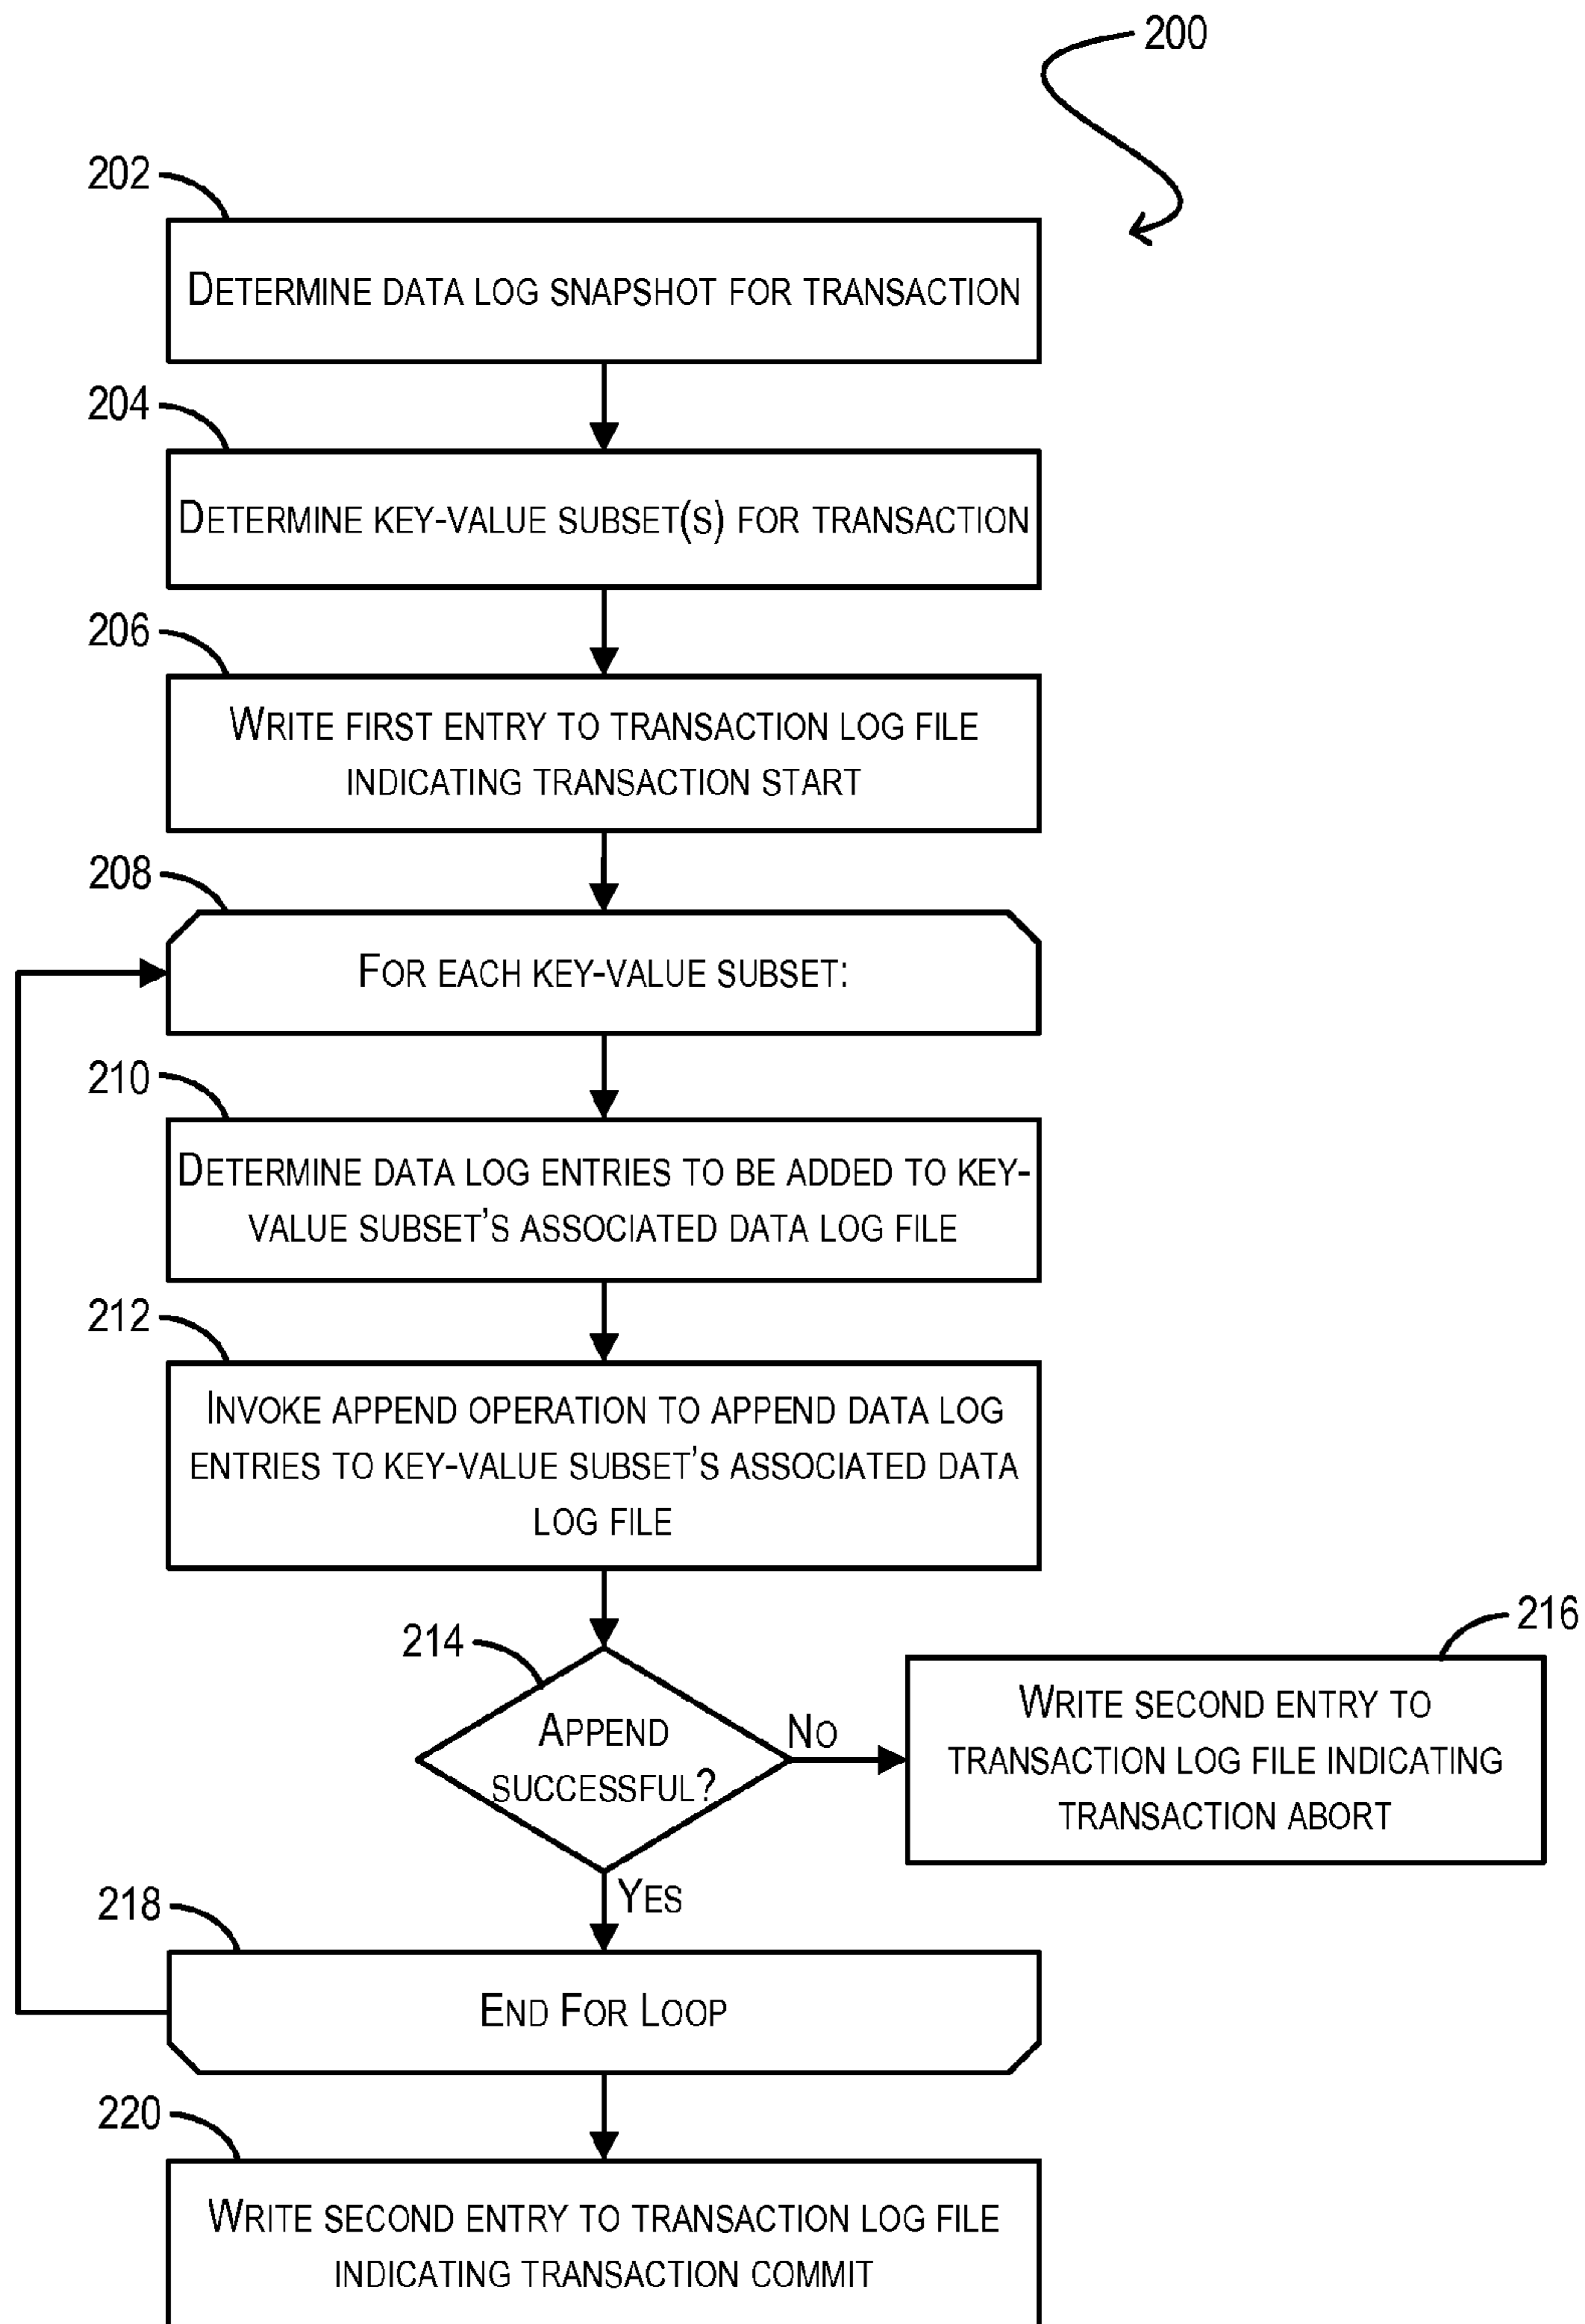 200
202
DETERMINE DATA LOG SNAPSHOT FOR TRANSACTION
204
DETERMINE KEY-VALUE SUBSET(S) FOR TRANSACTION
206
WRITE FIRST ENTRY TO TRANSACTION LOG FILE
INDICATING TRANSACTION START
208
FOR EACH KEY-VALUE SUBSET:
210
DETERMINE DATA LOG ENTRIES TO BE ADDED TO KEY-
VALUE SUBSET'S ASSOCIATED DATA LOG FILE
212
INVOKE APPEND OPERATION TO APPEND DATA LOG
ENTRIES TO KEY-VALUE SUBSET'S ASSOCIATED DATA
LOG FILE
214
APPEND
SUCCESSFUL?
NO
216
WRITE SECOND ENTRY TO
TRANSACTION LOG FILE INDICATING
TRANSACTION ABORT
YES
218
END FOR LOOP
220
WRITE SECOND ENTRY TO TRANSACTION LOG FILE
INDICATING TRANSACTION COMMIT